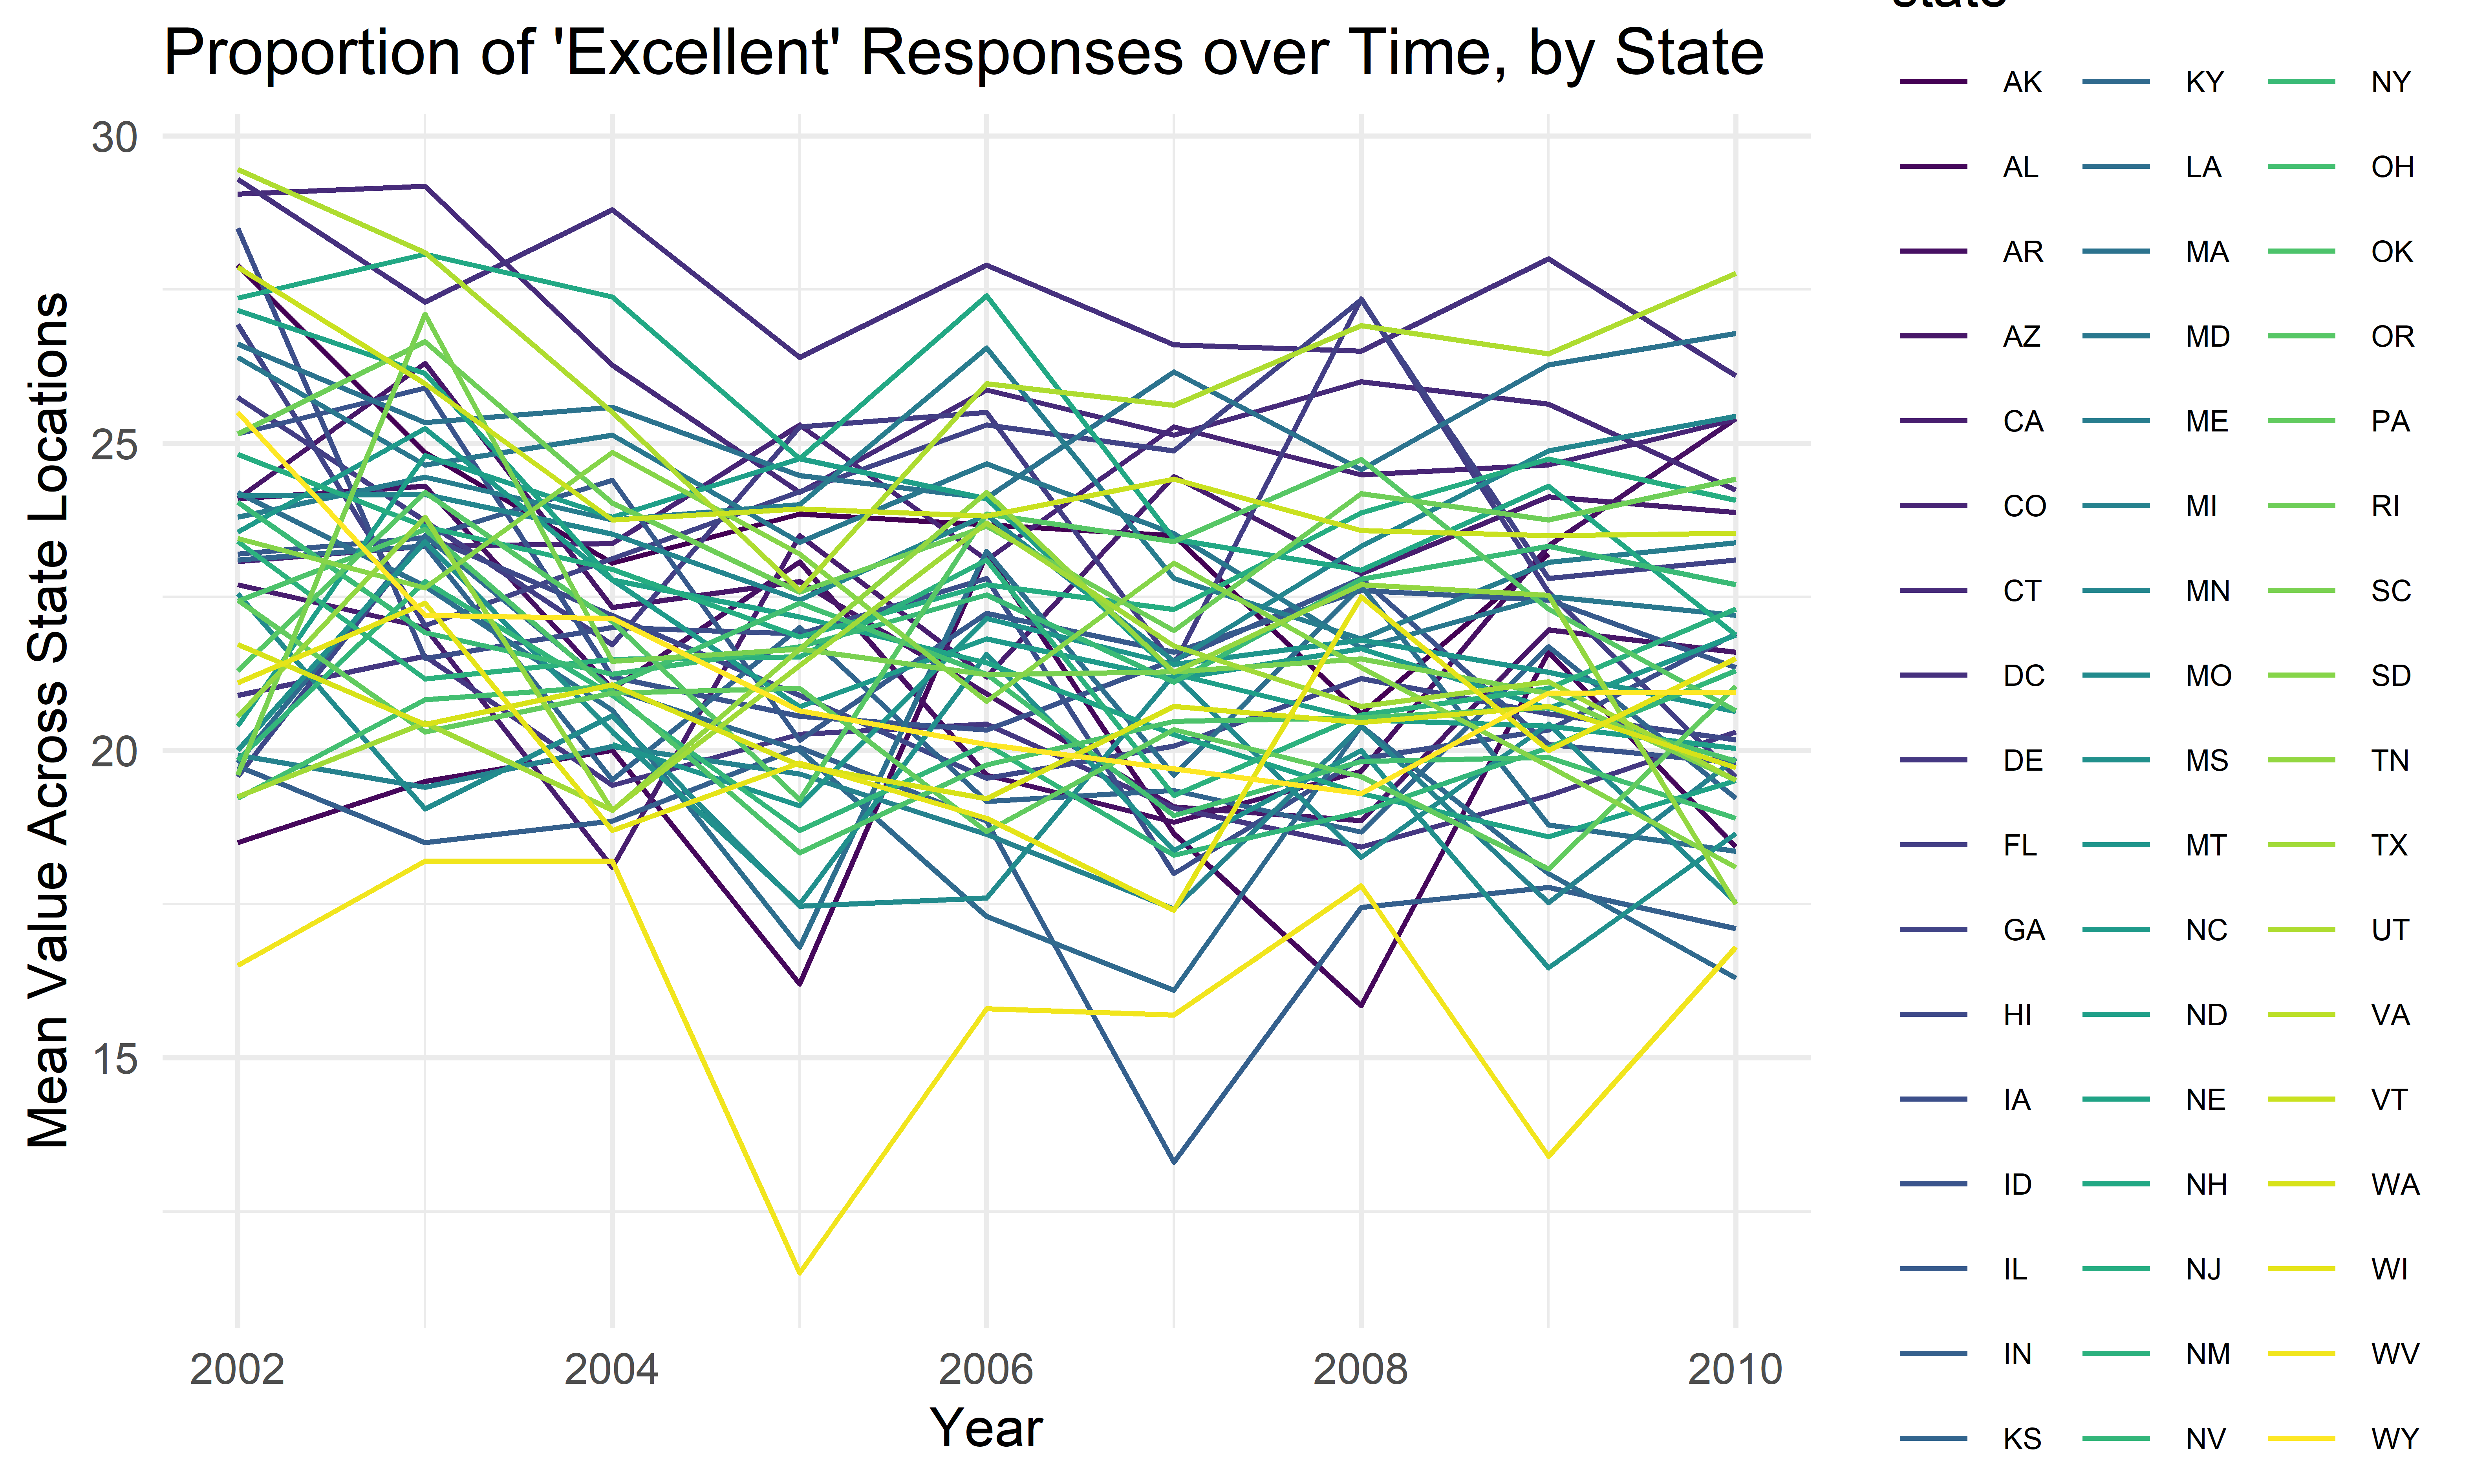 state
Proportion of 'Excellent' Responses over Time, by State
Mean Value Across State Locations
30
25
20
15
2002 2004 2006 2008 2010
Year
AK KY NY
AL LA OH
AR MA OK
AZ MD OR
CA ME PA
CO MI RI
CT MN SC
DC MO SD
DE MS TN
FL MT TX
GA NC UT
HI ND VA
IA NE VT
ID NH WA
IL NJ WI
IN NM WV
KS NV WY